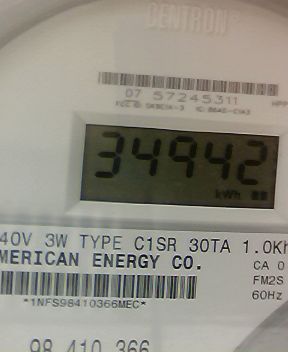 CENTRON®
07 57245311
34942
kWh
40V 3W TYPE C1SR 30TA 1.0Kh
MERICAN ENERGY CO.
CA 0
FM2S
60Hz
*1NFS98410366MEC*
98 410 366